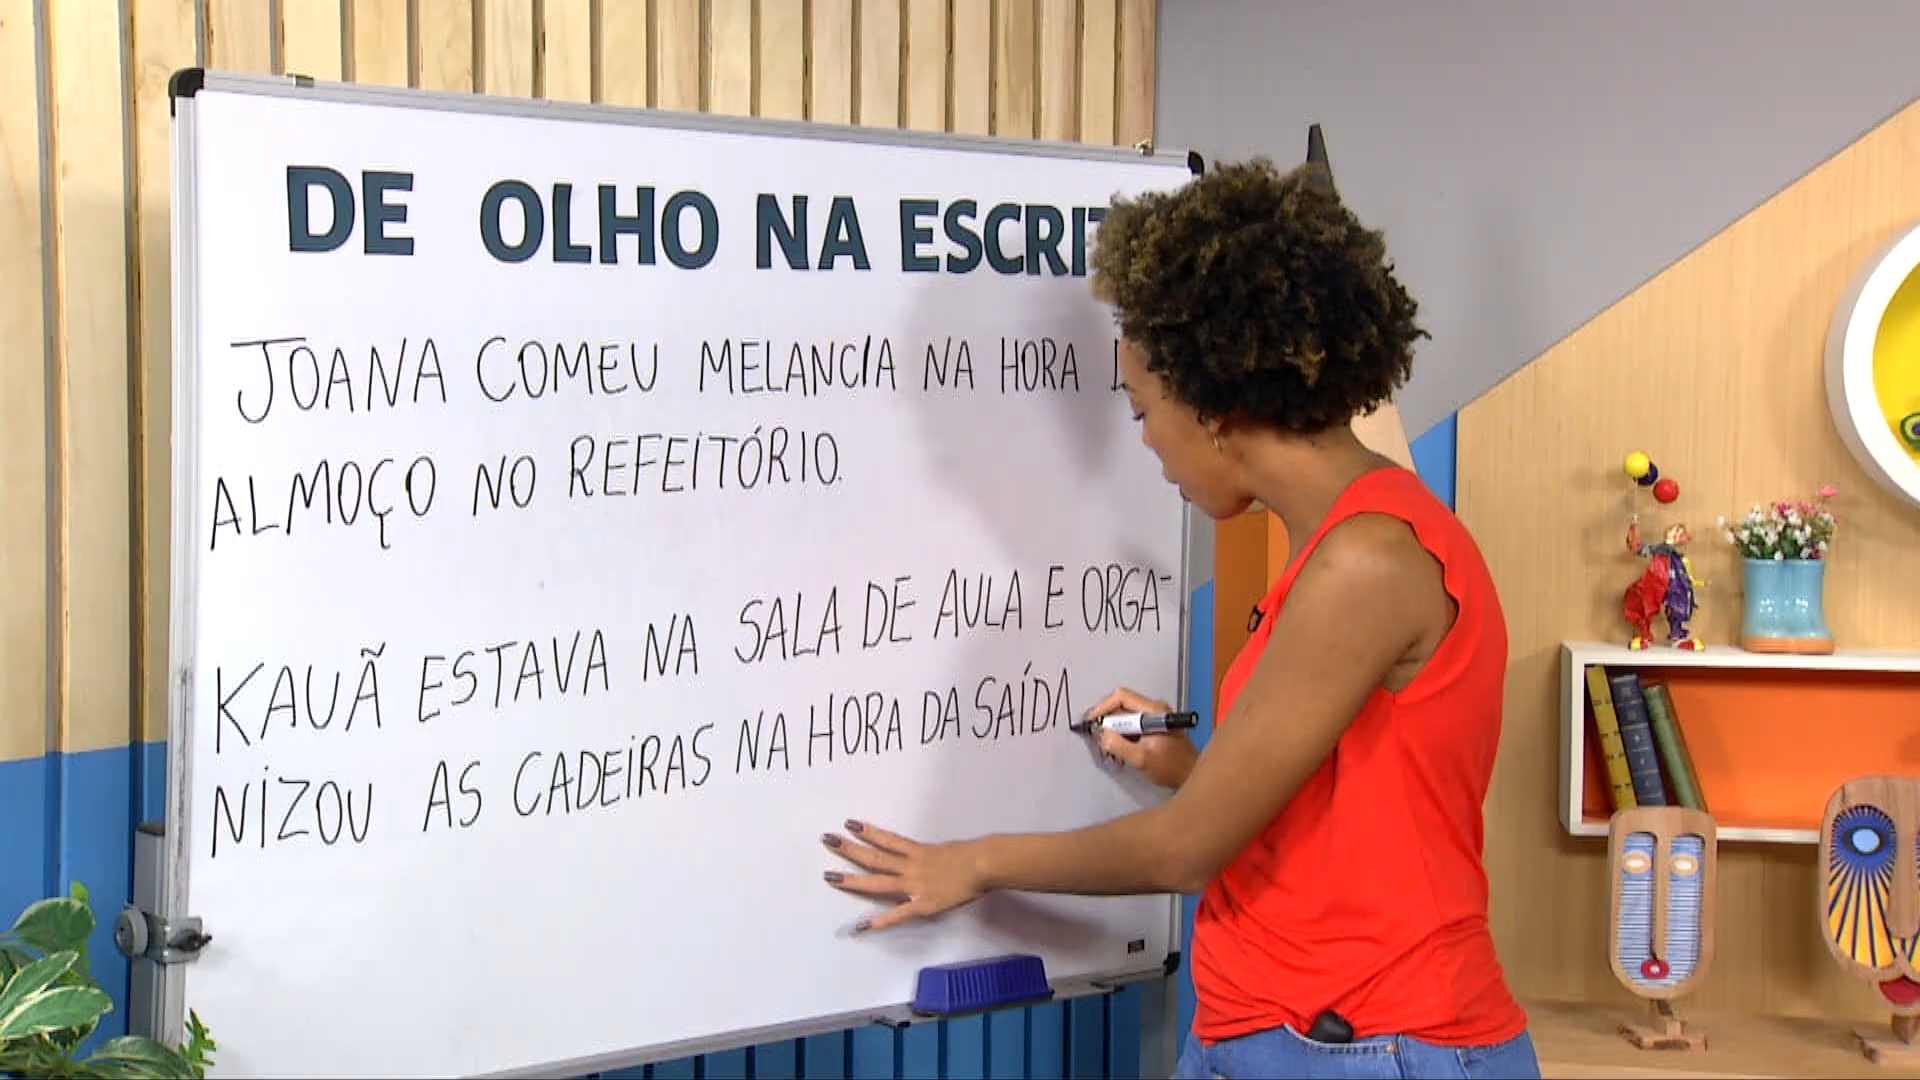 DE OLHO NA ESCRIT
JOANA COMEU MELANCIA NA HORA
ALMOÇO NO REFEITÓRIO.
KAUÃ ESTAVA NA SALA DE AULA E ORGA-
NIZOU AS CADEIRAS NA HORA DA SAÍDA